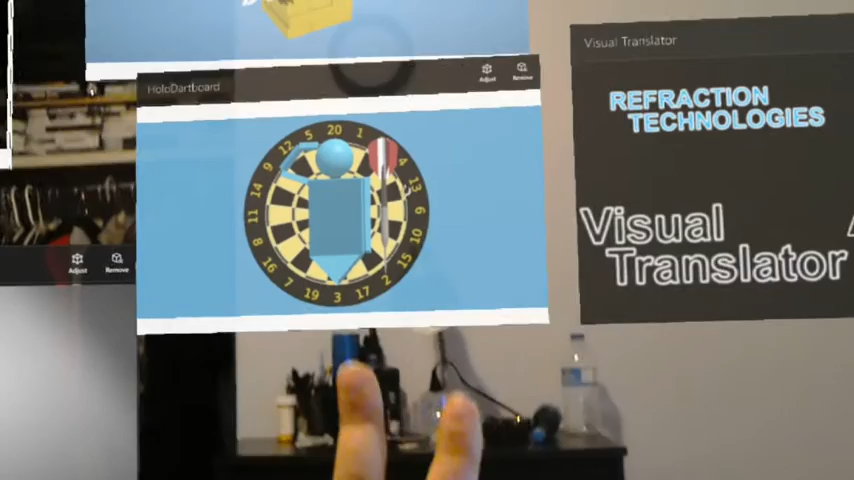 HoloDartboard
Adjust Remove
5 20 1
12 4
9 13
14 6
11 10
8 15
16 2
7 19 3 17
Visual Translator
REFRACTION
TECHNOLOGIES
Visual
Translator
Adjust Remove